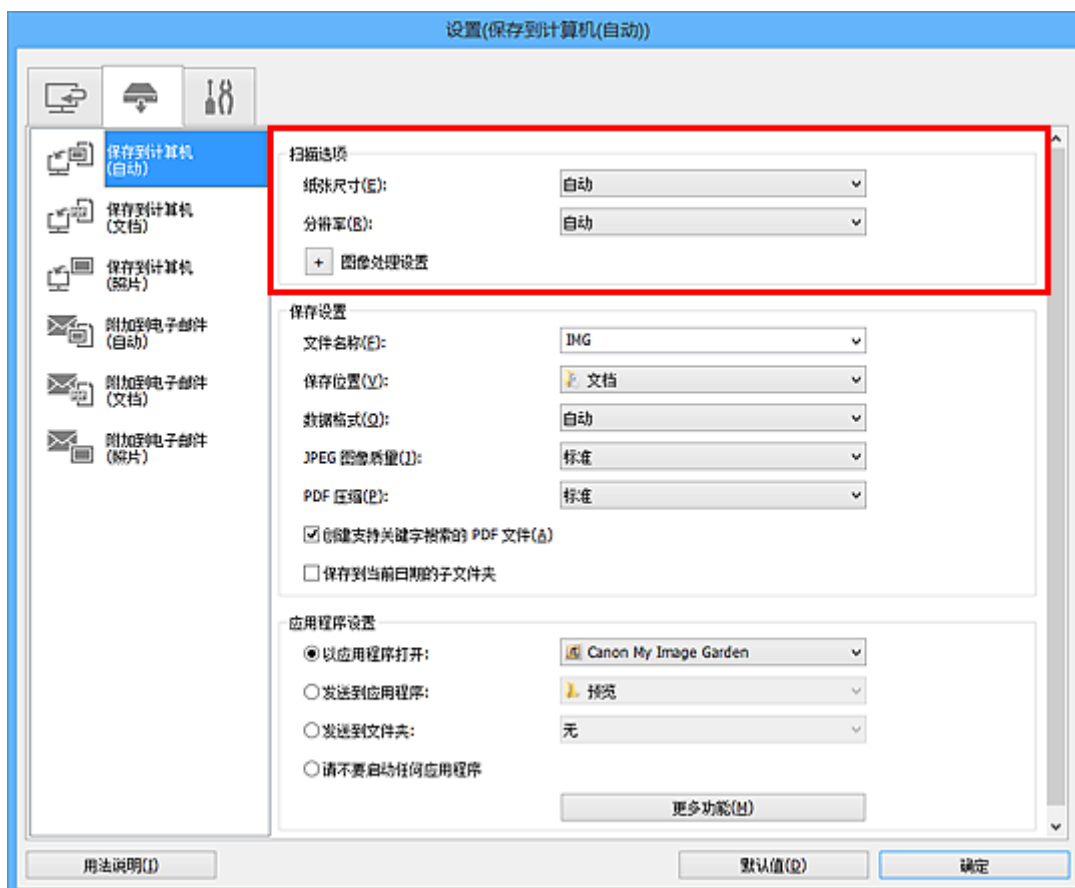 设置(保存到计算机(自动))
保存到计算机
(自动)
保存到计算机
(文档)
保存到计算机
(照片)
附加到电子邮件
(自动)
附加到电子邮件
(文档)
附加到电子邮件
(照片)
扫描选项
纸张尺寸(E): 自动
分辨率(R): 自动
+ 图像处理设置
保存设置
文件名称(F): IMG
保存位置(V): 文档
数据格式(O): 自动
JPEG 图像质量(J): 标准
PDF 压缩(P): 标准
创建支持关键字搜索的 PDF 文件(A)
保存到当前日期的子文件夹
应用程序设置
以应用程序打开: Canon My Image Garden
发送到应用程序: 预览
发送到文件夹: 无
请不要启动任何应用程序
更多功能(M)
用法说明(I) 默认值(D) 确定